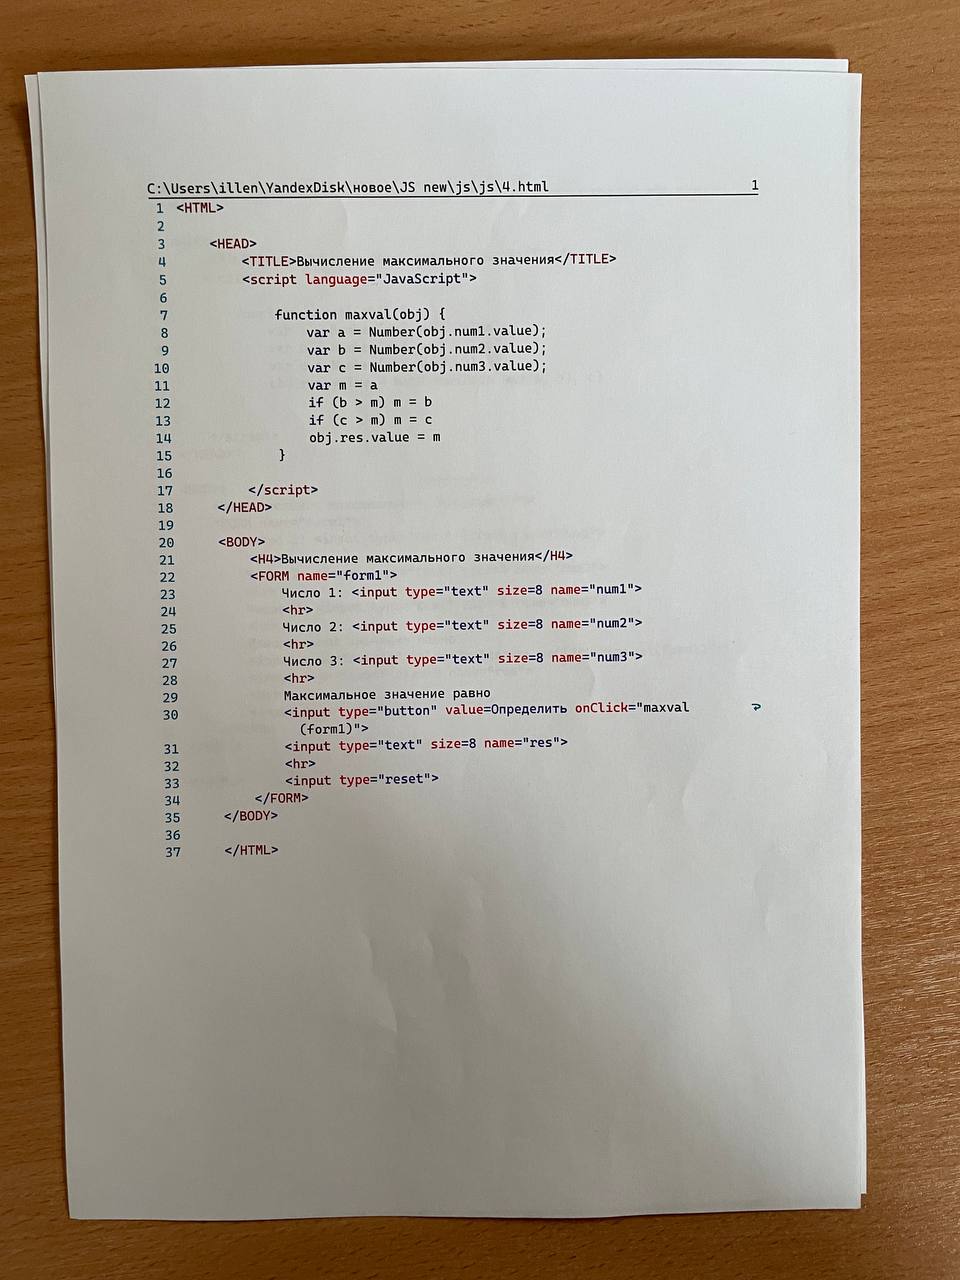 C:\Users\illen\YandexDisk\новое\JS new\js\js\4.html 1
1 <HTML>
2
3 <HEAD>
4 <TITLE>Вычисление максимального значения</TITLE>
5 <script language="JavaScript">
6
7 function maxval(obj) {
8 var a = Number(obj.num1.value);
9 var b = Number(obj.num2.value);
10 var c = Number(obj.num3.value);
11 var m = a
12 if (b > m) m = b
13 if (c > m) m = c
14 obj.res.value = m
15 }
16
17 </script>
18 </HEAD>
19
20 <BODY>
21 <H4>Вычисление максимального значения</H4>
22 <FORM name="form1">
23 Число 1: <input type="text" size=8 name="num1">
24 <hr>
25 Число 2: <input type="text" size=8 name="num2">
26 <hr>
27 Число 3: <input type="text" size=8 name="num3">
28 <hr>
29 Максимальное значение равно
30 <input type="button" value=Определить onClick="maxval
(form1)">
31 <input type="text" size=8 name="res">
32 <hr>
33 <input type="reset">
34 </FORM>
35 </BODY>
36
37 </HTML>